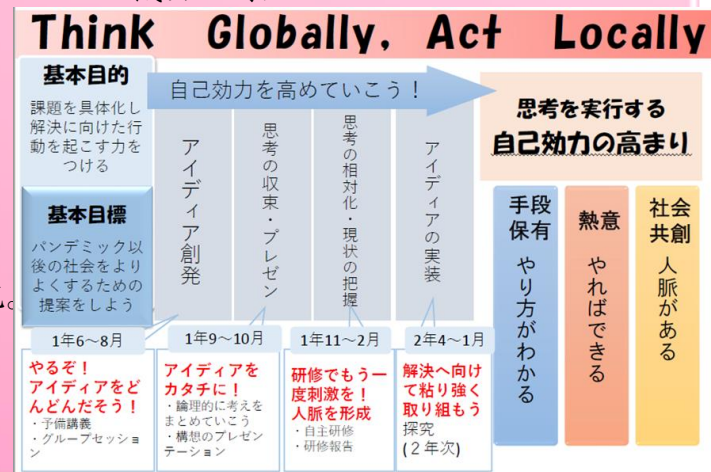 Think Globally, Act Locally
基本目的
課題を具体化し
解決に向けた行
動を起こす力を
つける
基本目標
パンデミック以
後の社会をより
よくするための
提案をしよう
自己効力を高めていこう！
アイディア創発
思考の収束・プレゼン
思考の相対化・現状の把握
アイディアの実装
思考を実行する
自己効力の高まり
手段
保有
やり方がわかる
熱意
やればできる
社会
共創
人脈がある
1年6～8月
やるぞ！
アイディアをど
んどんだそう！
・予備講義
・グループセッショ
ン
1年9～10月
アイディアを
カタチに！
・論理的に考えを
まとめていこう
・構想のプレゼン
テーション
1年11～2月
研修でもう一
度刺激を！
人脈を形成
・自主研修
・研修報告
2年4～1月
解決へ向け
て粘り強く
取り組もう
探究
(２年次)